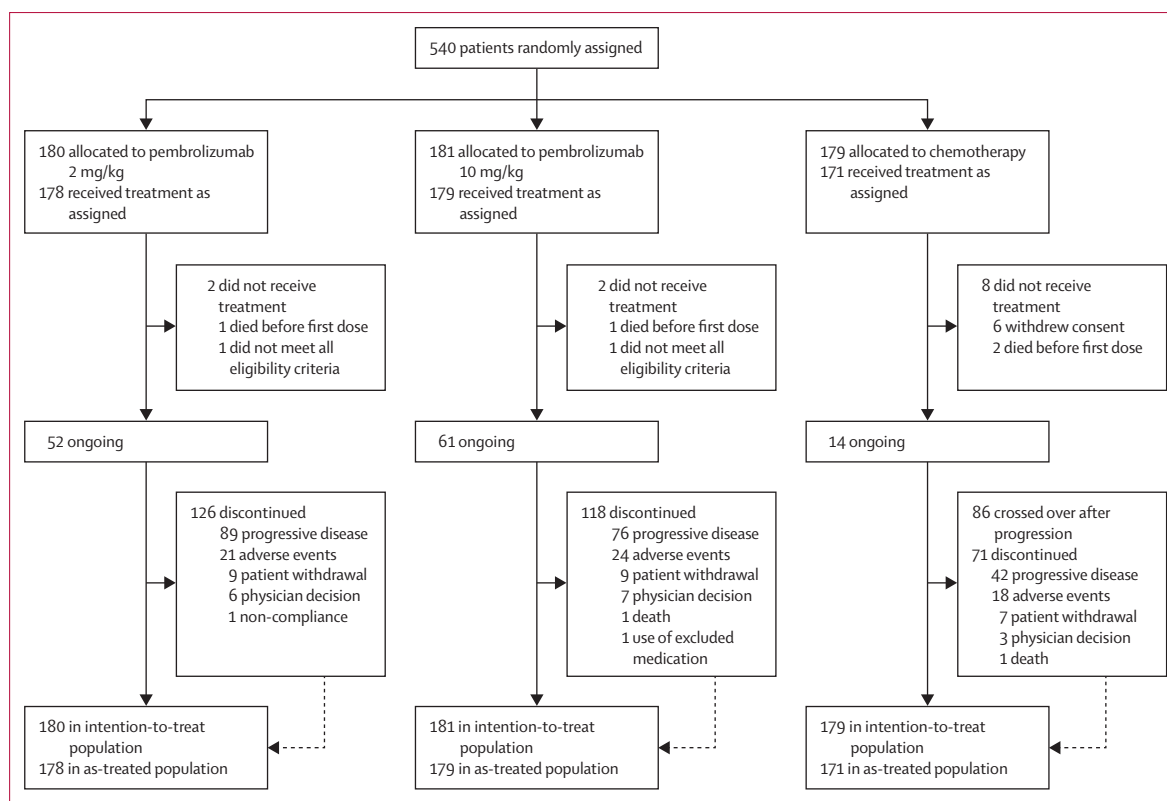 540 patients randomly assigned
180 allocated to pembrolizumab
2 mg/kg
178 received treatment as
assigned
181 allocated to pembrolizumab
10 mg/kg
179 received treatment as
assigned
179 allocated to chemotherapy
171 received treatment as
assigned
2 did not receive
treatment
1 died before first dose
1 did not meet all
eligibility criteria
2 did not receive
treatment
1 died before first dose
1 did not meet all
eligibility criteria
8 did not receive
treatment
6 withdrew consent
2 died before first dose
52 ongoing
61 ongoing
14 ongoing
126 discontinued
89 progressive disease
21 adverse events
9 patient withdrawal
6 physician decision
1 non-compliance
118 discontinued
76 progressive disease
24 adverse events
9 patient withdrawal
7 physician decision
1 death
1 use of excluded
medication
86 crossed over after
progression
71 discontinued
42 progressive disease
18 adverse events
7 patient withdrawal
3 physician decision
1 death
180 in intention-to-treat
population
178 in as-treated population
181 in intention-to-treat
population
179 in as-treated population
179 in intention-to-treat
population
171 in as-treated population